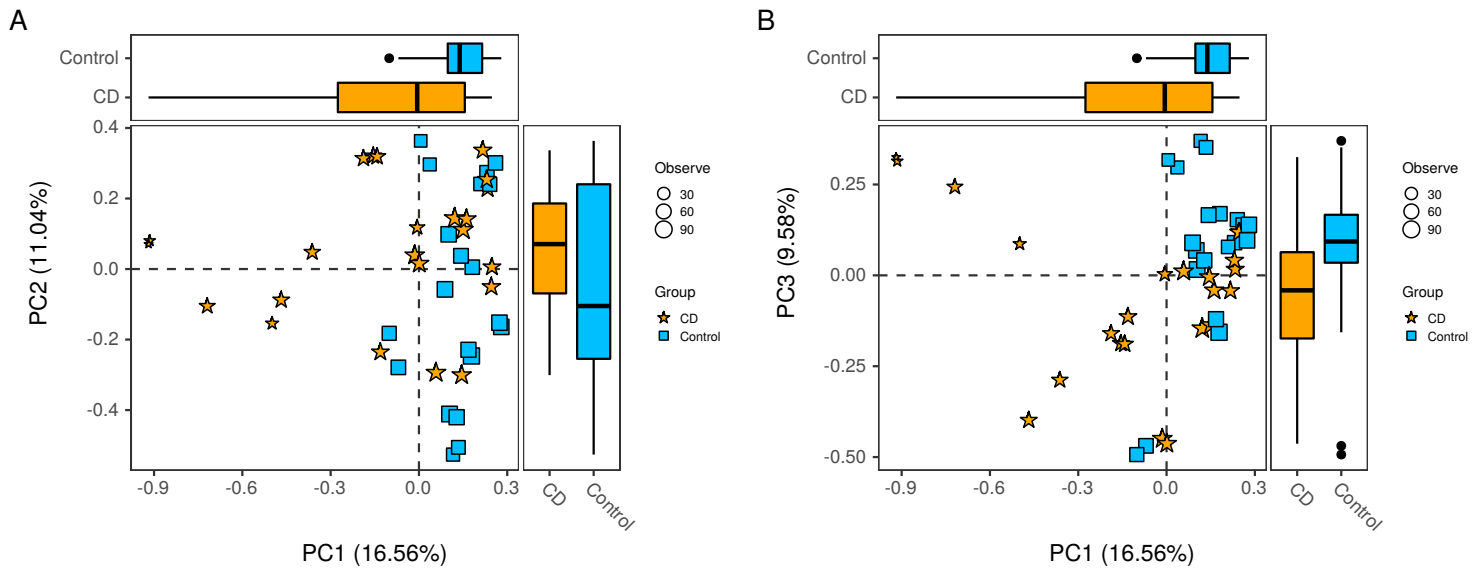 A
Control
CD
0.4
0.2
0.0
-0.2
-0.4
PC2 (11.04%)
-0.9
-0.6
-0.3
0.0
0.3
PC1 (16.56%)
CD
Control
Observe
30
60
90
Group
CD
Control
B
Control
CD
0.25
0.00
-0.25
-0.50
PC3 (9.58%)
-0.9
-0.6
-0.3
0.0
0.3
PC1 (16.56%)
CD
Control
Observe
30
60
90
Group
CD
Control